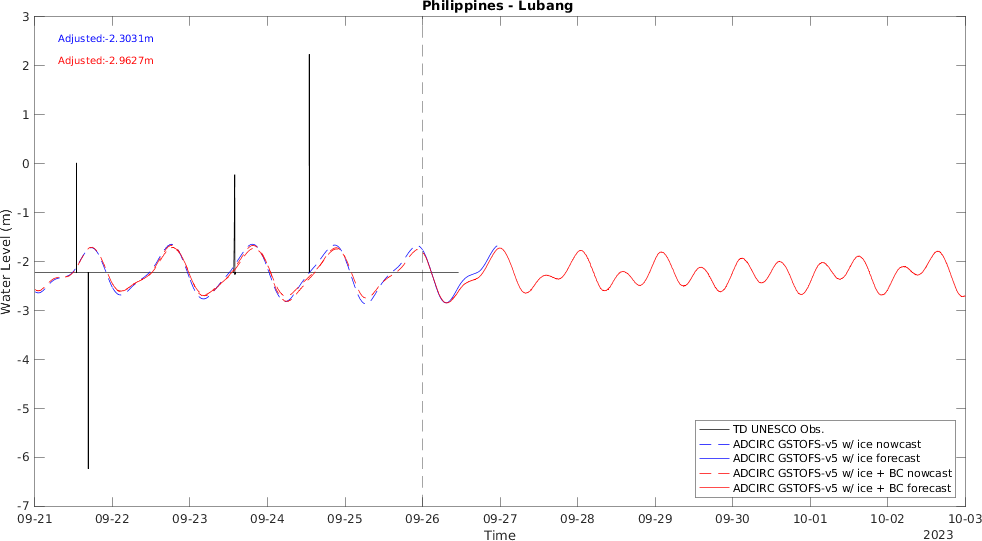 Philippines - Lubang
Adjusted:-2.3031m
Adjusted:-2.9627m
Water Level (m)
3
2
1
0
-1
-2
-3
-4
-5
-6
-7
TD UNESCO Obs.
ADCIRC GSTOFS-v5 w/ ice nowcast
ADCIRC GSTOFS-v5 w/ ice forecast
ADCIRC GSTOFS-v5 w/ ice + BC nowcast
ADCIRC GSTOFS-v5 w/ ice + BC forecast
09-21 09-22 09-23 09-24 09-25 09-26 09-27 09-28 09-29 09-30 10-01 10-02 10-03
Time
2023